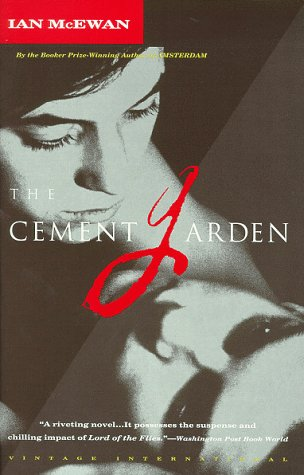 IAN McEWAN
By the Booker Prize-Winning Author of AMSTERDAM
THE
CEMENT gARDEN
"A riveting novel...It possesses the suspense and
chilling impact of Lord of the Flies."—Washington Post Book World
VINTAGE INTERNATIONAL